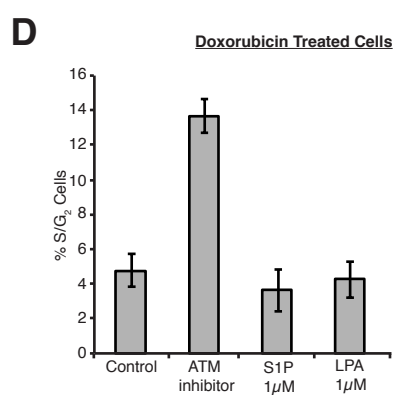 D
Doxorubicin Treated Cells
% S/G₂ Cells
16
14
12
10
8
6
4
2
0
Control
ATM
inhibitor
S1P
1µM
LPA
1µM